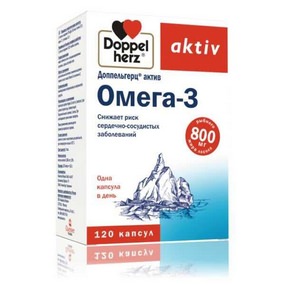 Doppel
herz®
aktiv
Доппельгерц® актив
Омега-3
Снижает риск
сердечно-сосудистых
заболеваний
800
мг
Одна
капсула
в день
120 капсул